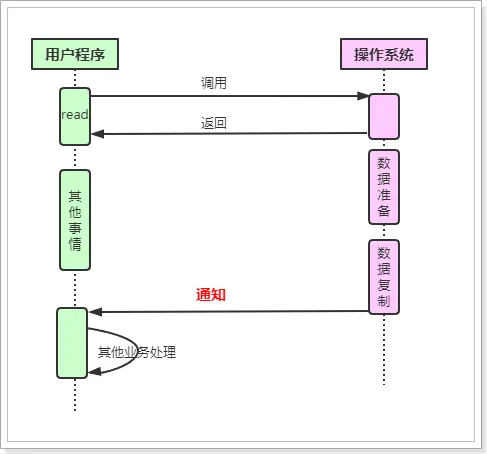 用户程序
操作系统
调用
read
返回
数据准备
其他事情
数据复制
通知
其他业务处理